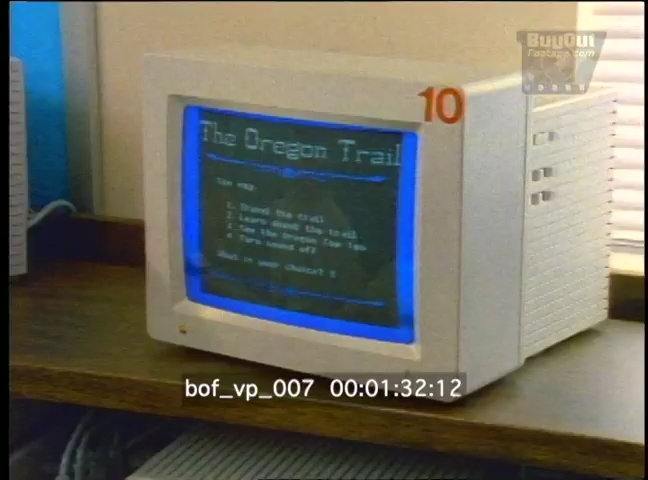 BuyOut
Footage.com
10
The Oregon Trail
You may:
1. Travel the trail
2. Learn about the trail
3. See the Oregon Top Ten
4. Turn sound off
What is your choice?
bof_vp_007 00:01:32:12